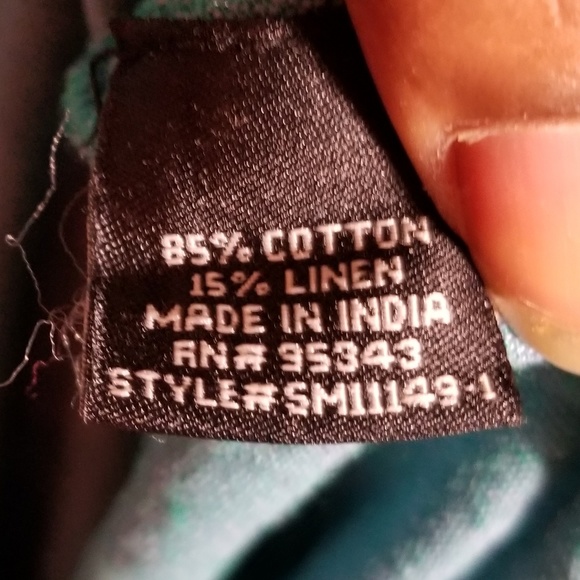 85% COTTON
15% LINEN
MADE IN INDIA
RN# 95343
STYLE# SM11149-1